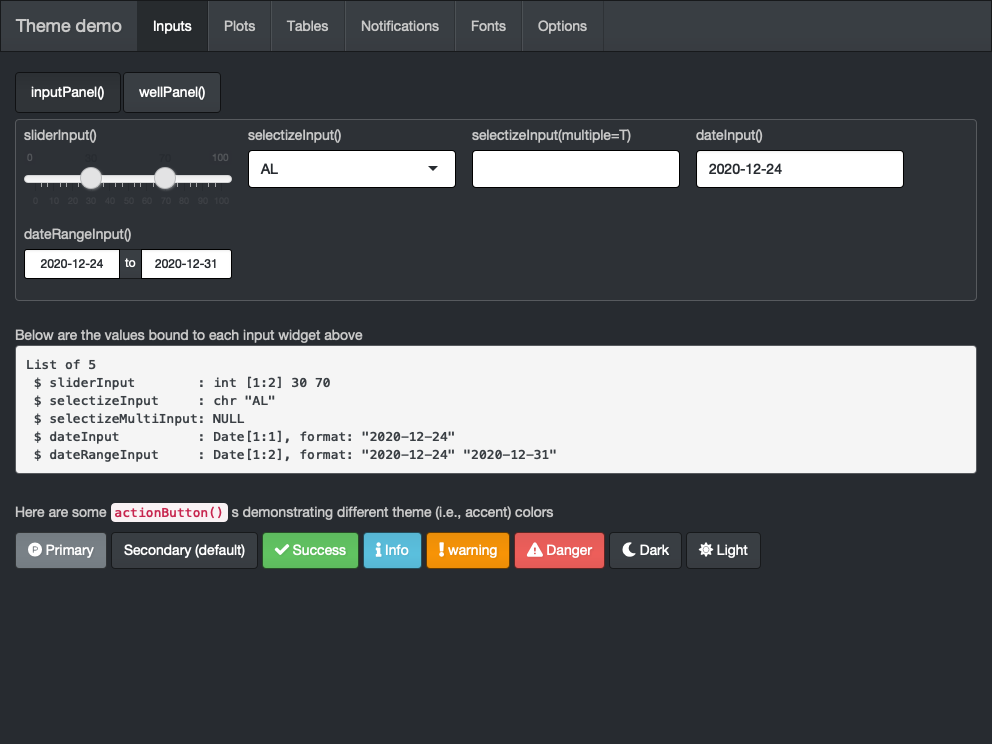 Theme demo Inputs Plots Tables Notifications Fonts Options
inputPanel() wellPanel()
sliderInput() selectizeInput() selectizeInput(multiple=T) dateInput()
0 100
AL 2020-12-24
0 10 20 30 40 50 60 70 80 90 100
dateRangeInput()
2020-12-24 to 2020-12-31
Below are the values bound to each input widget above
List of 5
$ sliderInput : int [1:2] 30 70
$ selectizeInput : chr "AL"
$ selectizeMultiInput: NULL
$ dateInput : Date[1:1], format: "2020-12-24"
$ dateRangeInput : Date[1:2], format: "2020-12-24" "2020-12-31"
Here are some actionButton() s demonstrating different theme (i.e., accent) colors
P Primary Secondary (default) Success Info warning Danger Dark Light